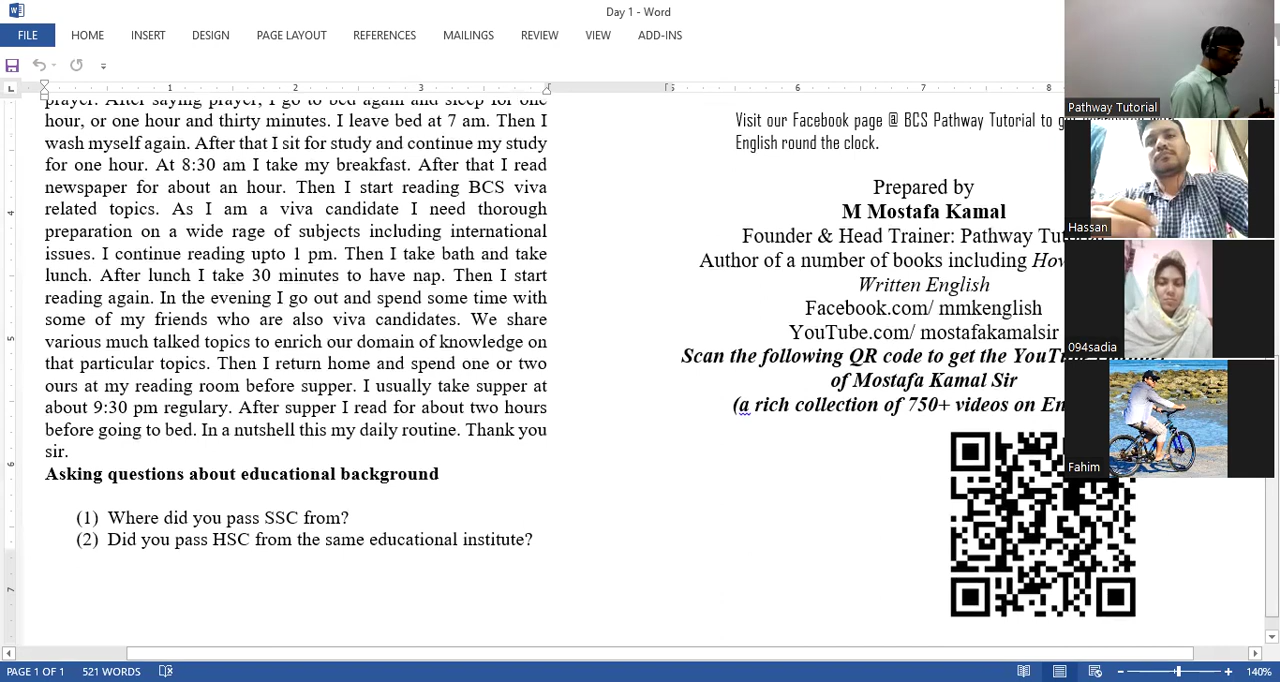 Day 1 - Word
FILE HOME INSERT DESIGN PAGE LAYOUT REFERENCES MAILINGS REVIEW VIEW ADD-INS
prayer. After saying prayer, I go to bed again and sleep for one
hour, or one hour and thirty minutes. I leave bed at 7 am. Then I
wash myself again. After that I sit for study and continue my study
for one hour. At 8:30 am I take my breakfast. After that I read
newspaper for about an hour. Then I start reading BCS viva
related topics. As I am a viva candidate I need thorough
preparation on a wide rage of subjects including international
issues. I continue reading upto 1 pm. Then I take bath and take
lunch. After lunch I take 30 minutes to have nap. Then I start
reading again. In the evening I go out and spend some time with
some of my friends who are also viva candidates. We share
various much talked topics to enrich our domain of knowledge on
that particular topics. Then I return home and spend one or two
ours at my reading room before supper. I usually take supper at
about 9:30 pm regulary. After supper I read for about two hours
before going to bed. In a nutshell this my daily routine. Thank you
sir.
Asking questions about educational background
(1) Where did you pass SSC from?
(2) Did you pass HSC from the same educational institute?
Visit our Facebook page @ BCS Pathway Tutorial to
English round the clock.
Prepared by
M Mostafa Kamal
Founder & Head Trainer: Pathway
Author of a number of books including
Written English
Facebook.com/ mmkenglish
YouTube.com/ mostafakamalsir
Scan the following QR code to get the
of Mostafa Kamal Sir
(a rich collection of 750+ videos on
Pathway Tutorial
Hassan
094sadia
Fahim
PAGE 1 OF 1 521 WORDS 140%